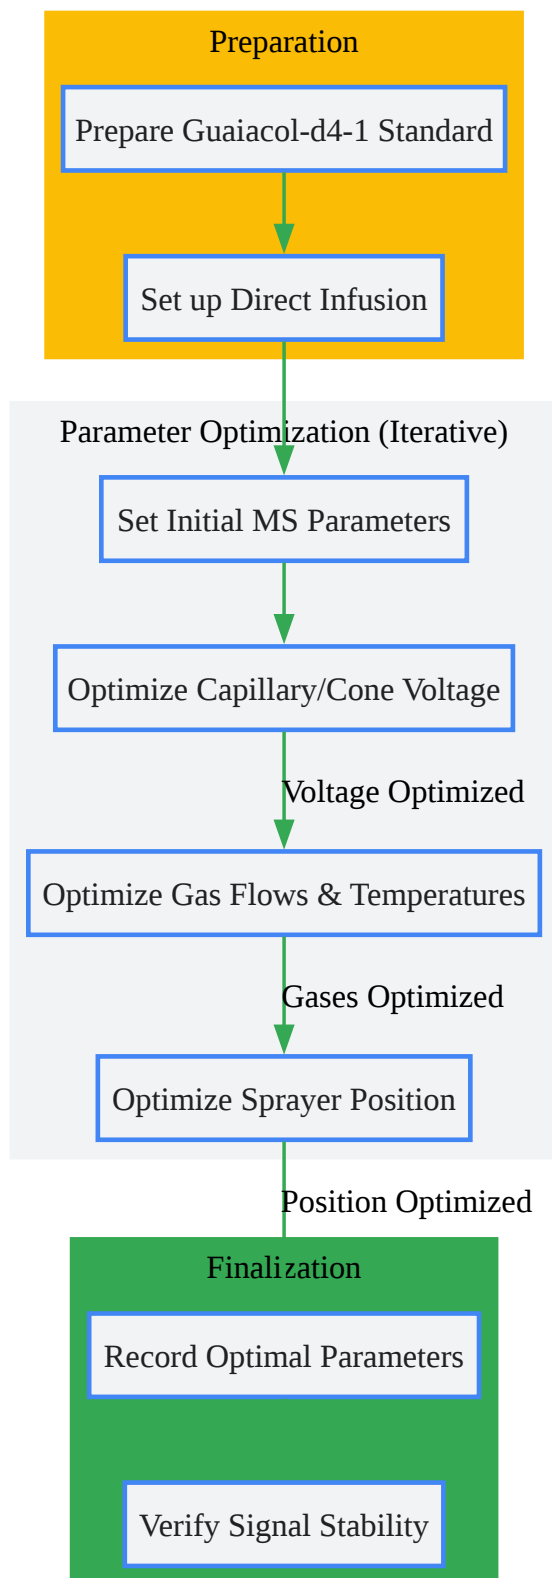 Preparation
Prepare Guaiacol-d4-1 Standard
Set up Direct Infusion
Parameter Optimization (Iterative)
Set Initial MS Parameters
Optimize Capillary/Cone Voltage
Voltage Optimized
Optimize Gas Flows & Temperatures
Gases Optimized
Optimize Sprayer Position
Position Optimized
Finalization
Record Optimal Parameters
Verify Signal Stability